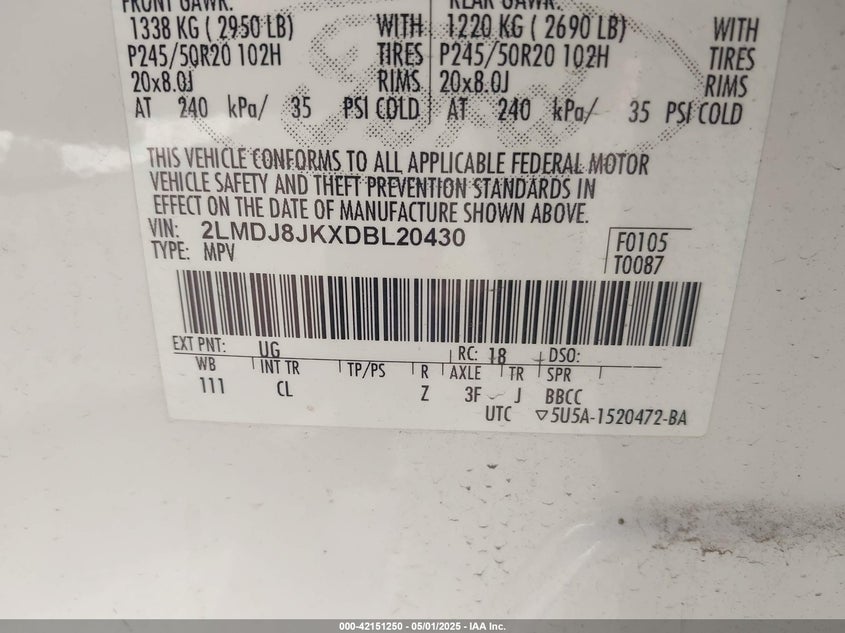 FRONT GAWR: REAR GAWR:
1338 KG ( 2950 LB) WITH 1220 KG ( 2690 LB) WITH
P245/50R20 102H TIRES P245/50R20 102H TIRES
20x8.0J RIMS 20x8.0J RIMS
AT 240 kPa/ 35 PSI COLD AT 240 kPa/ 35 PSI COLD
THIS VEHICLE CONFORMS TO ALL APPLICABLE FEDERAL MOTOR
VEHICLE SAFETY AND THEFT PREVENTION STANDARDS IN
EFFECT ON THE DATE OF MANUFACTURE SHOWN ABOVE.
VIN: 2LMDJ8JKXDBL20430
TYPE: MPV
F0105
T0087
EXT PNT: UG RC: 18 DSO:
WB INT TR TP/PS R AXLE TR SPR
111 CL Z 3F J BBCC
UTC ▽5U5A-1520472-BA
000-42151250 - 05/01/2025 - IAA Inc.